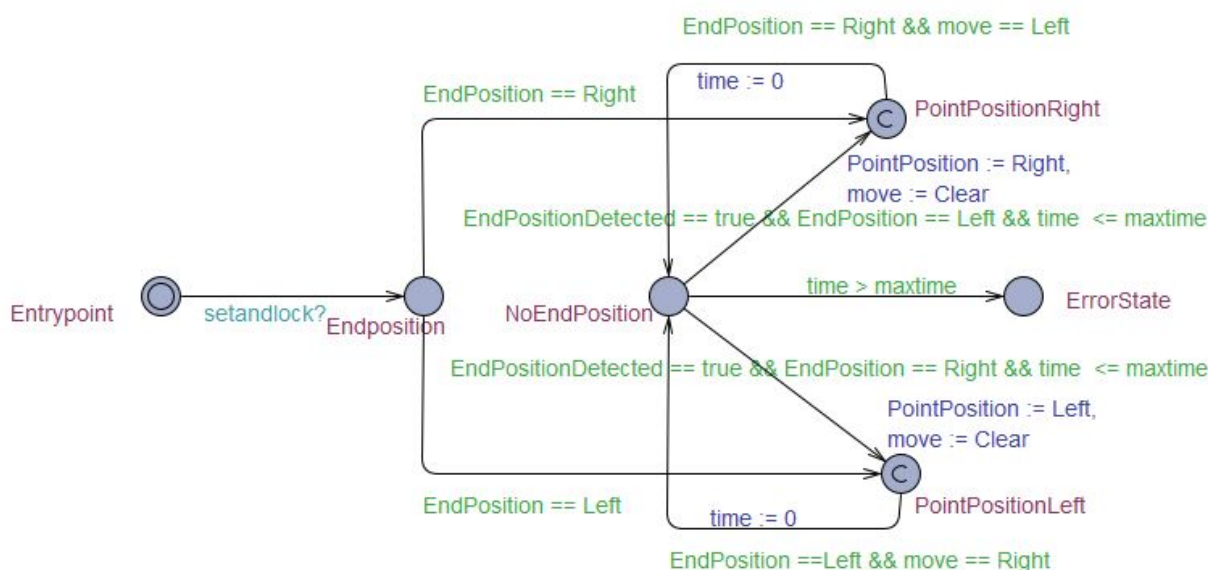 EndPosition == Right && move == Left
time := 0
EndPosition == Right
C
PointPositionRight
PointPosition := Right,
move := Clear
EndPositionDetected == true && EndPosition == Left && time <= maxtime
time > maxtime
Entrypoint
setandlock?
Endposition
NoEndPosition
ErrorState
EndPositionDetected == true && EndPosition == Right && time <= maxtime
PointPosition := Left,
move := Clear
C
EndPosition == Left
time := 0
PointPositionLeft
EndPosition ==Left && move == Right